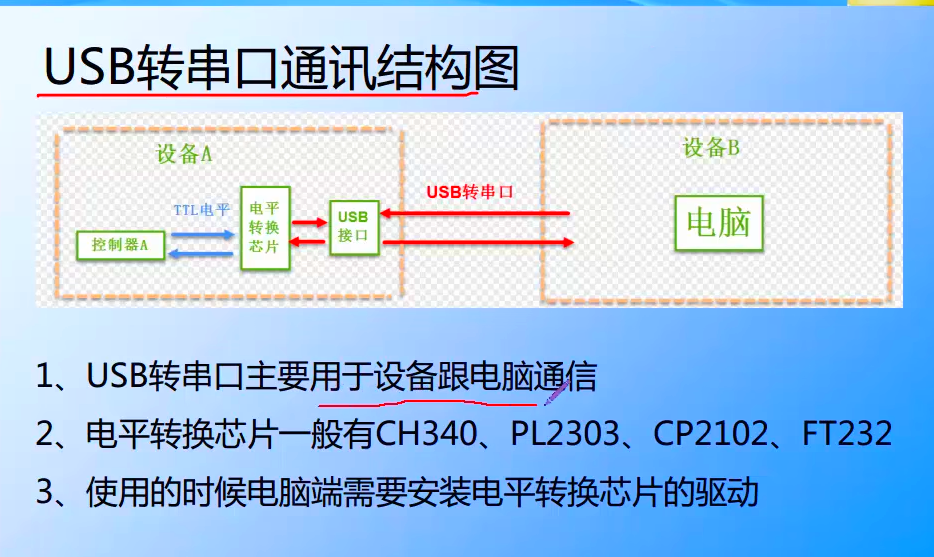 USB转串口通讯结构图
设备A
设备B
USB转串口
TTL电平
控制器A
电平
转换
芯片
USB
接口
电脑
1、USB转串口主要用于设备跟电脑通信
2、电平转换芯片一般有CH340、PL2303、CP2102、FT232
3、使用的时候电脑端需要安装电平转换芯片的驱动